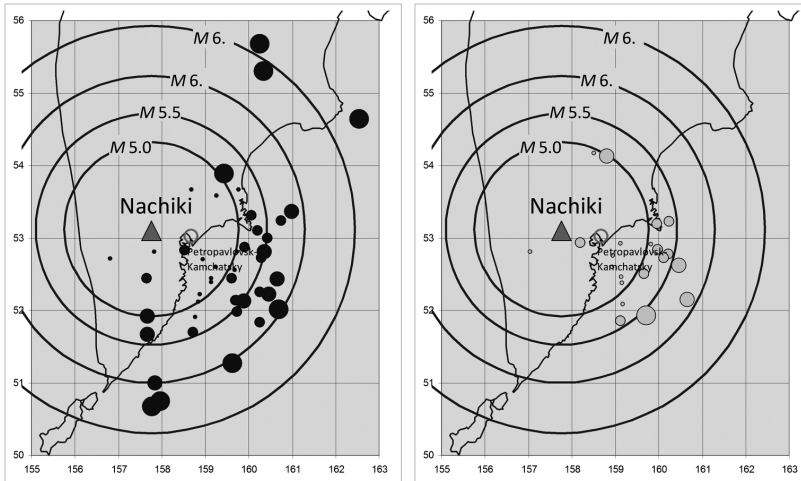 56
55
54
53
52
51
50
155 156 157 158 159 160 161 162 163
M 6.
M 6.
M 5.5
M 5.0
Nachiki
Petropavlovsk-
Kamchatsky
56
55
54
53
52
51
50
155 156 157 158 159 160 161 162 163
M 6.
M 6.
M 5.5
M 5.0
Nachiki
Petropavlovsk-
Kamchatsky